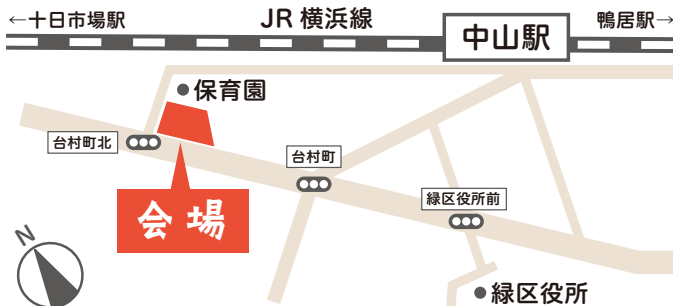 ←十日市場駅
JR 横浜線
中山駅
鴨居駅→
保育園
台村町北
台村町
緑区役所前
会場
N
緑区役所